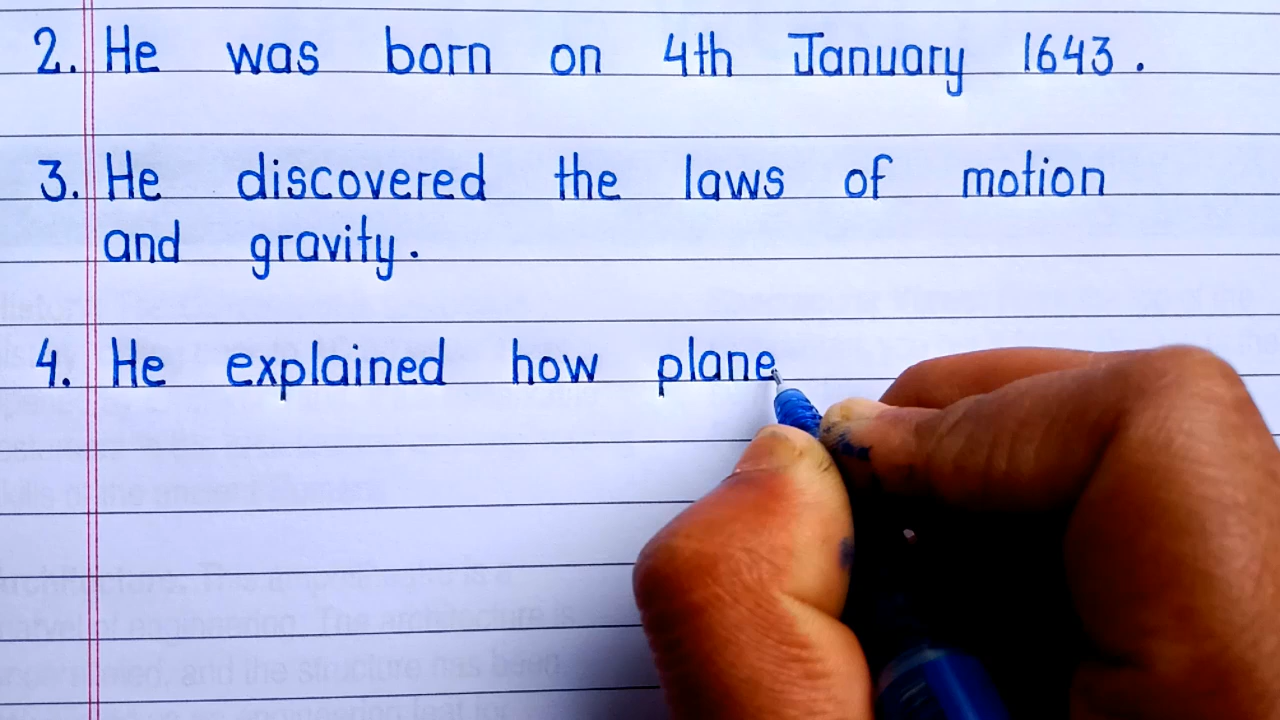 2. He was born on 4th January 1643.
3. He discovered the laws of motion
and gravity.
4. He explained how plane